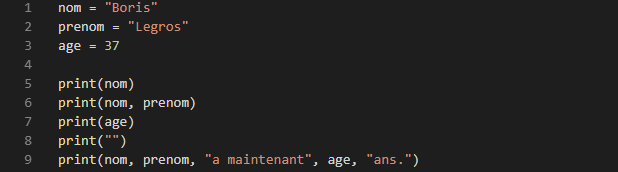 1 nom = "Boris"
2 prenom = "Legros"
3 age = 37
4
5 print(nom)
6 print(nom, prenom)
7 print(age)
8 print("")
9 print(nom, prenom, "a maintenant", age, "ans.")